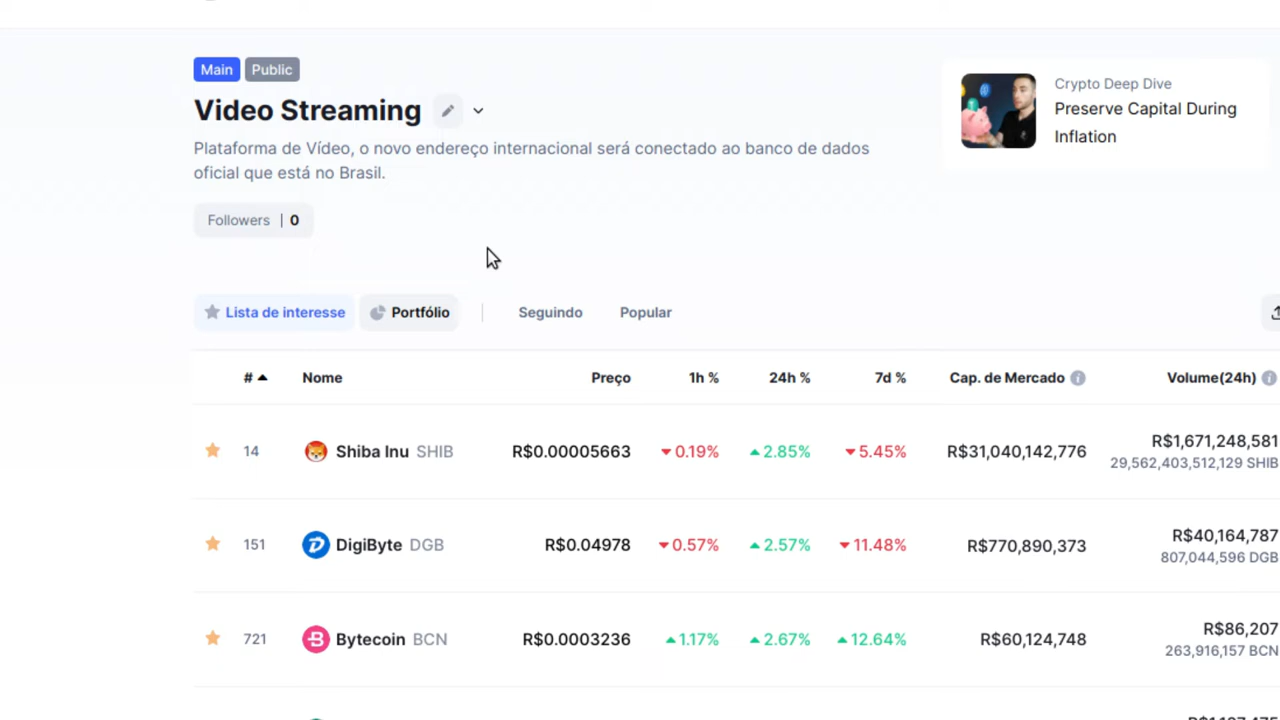 Main Public
Video Streaming
Plataforma de Vídeo, o novo endereço internacional será conectado ao banco de dados
oficial que está no Brasil.
Followers | 0
Crypto Deep Dive
Preserve Capital During
Inflation
Lista de interesse Portfólio Seguindo Popular
# Nome Preço 1h % 24h % 7d % Cap. de Mercado Volume(24h)
14 Shiba Inu SHIB R$0.00005663 0.19% 2.85% 5.45% R$31,040,142,776 R$1,671,248,581
29,562,403,512,129 SHIB
151 DigiByte DGB R$0.04978 0.57% 2.57% 11.48% R$770,890,373 R$40,164,787
807,044,596 DGB
721 Bytecoin BCN R$0.0003236 1.17% 2.67% 12.64% R$60,124,748 R$86,207
263,916,157 BCN